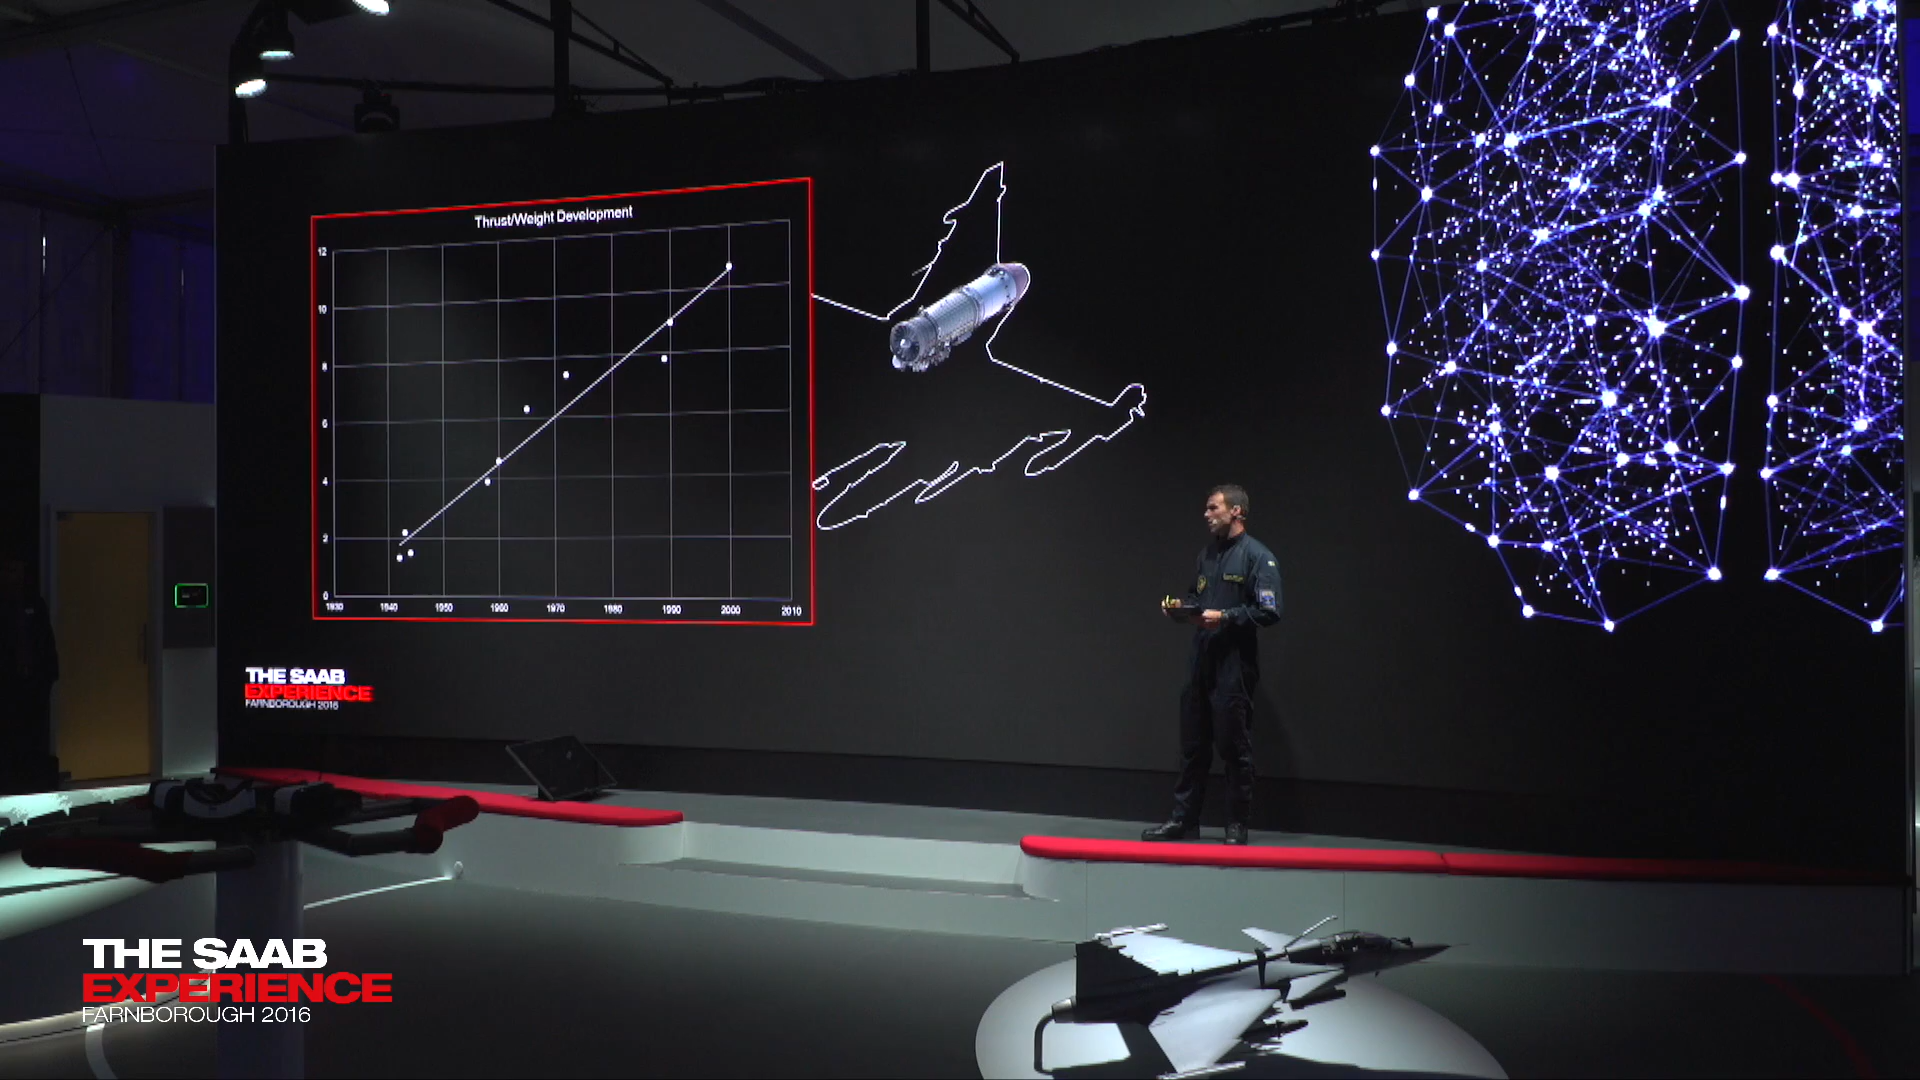 Thrust/Weight Development
12
10
8
6
4
2
0
1930 1940 1950 1960 1970 1980 1990 2000 2010
THE SAAB
EXPERIENCE
FARNBOROUGH 2016
THE SAAB
EXPERIENCE
FARNBOROUGH 2016